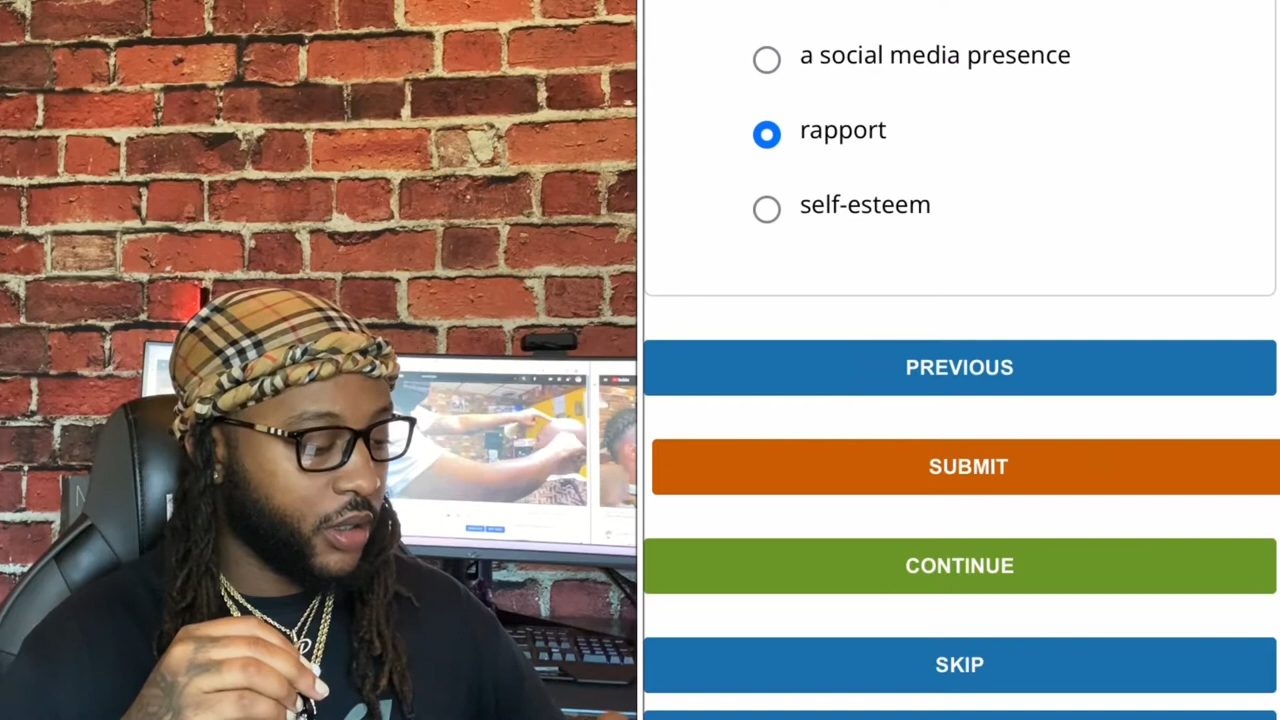 a social media presence
rapport
self-esteem
PREVIOUS
SUBMIT
CONTINUE
SKIP